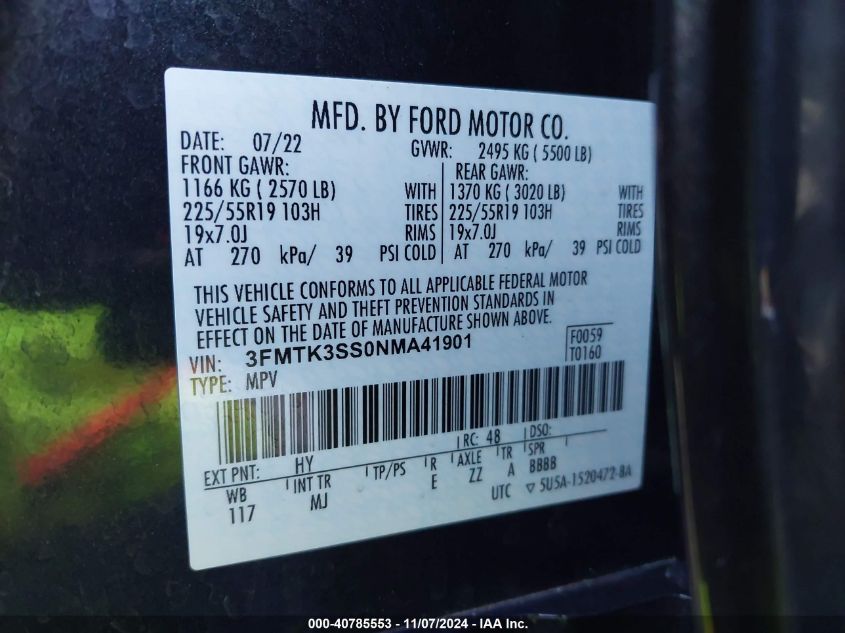 MFD. BY FORD MOTOR CO.
DATE: 07/22 GVWR: 2495 KG ( 5500 LB)
FRONT GAWR: REAR GAWR:
1166 KG ( 2570 LB) WITH 1370 KG ( 3020 LB) WITH
225/55R19 103H TIRES 225/55R19 103H TIRES
19x7.0J RIMS 19x7.0J RIMS
AT 270 kPa/ 39 PSI COLD AT 270 kPa/ 39 PSI COLD
THIS VEHICLE CONFORMS TO ALL APPLICABLE FEDERAL MOTOR
VEHICLE SAFETY AND THEFT PREVENTION STANDARDS IN
EFFECT ON THE DATE OF MANUFACTURE SHOWN ABOVE.
VIN: 3FMTK3SS0NMA41901 F0059
TYPE: MPV T0160
RC: 48 DSO:
EXT PNT: HY
WB INT TR TP/PS R AXLE TR SPR
117 MJ E ZZ A BBBB
UTC ▽ 5U5A-1520472-BA
000-40785553 - 11/07/2024 - IAA Inc.